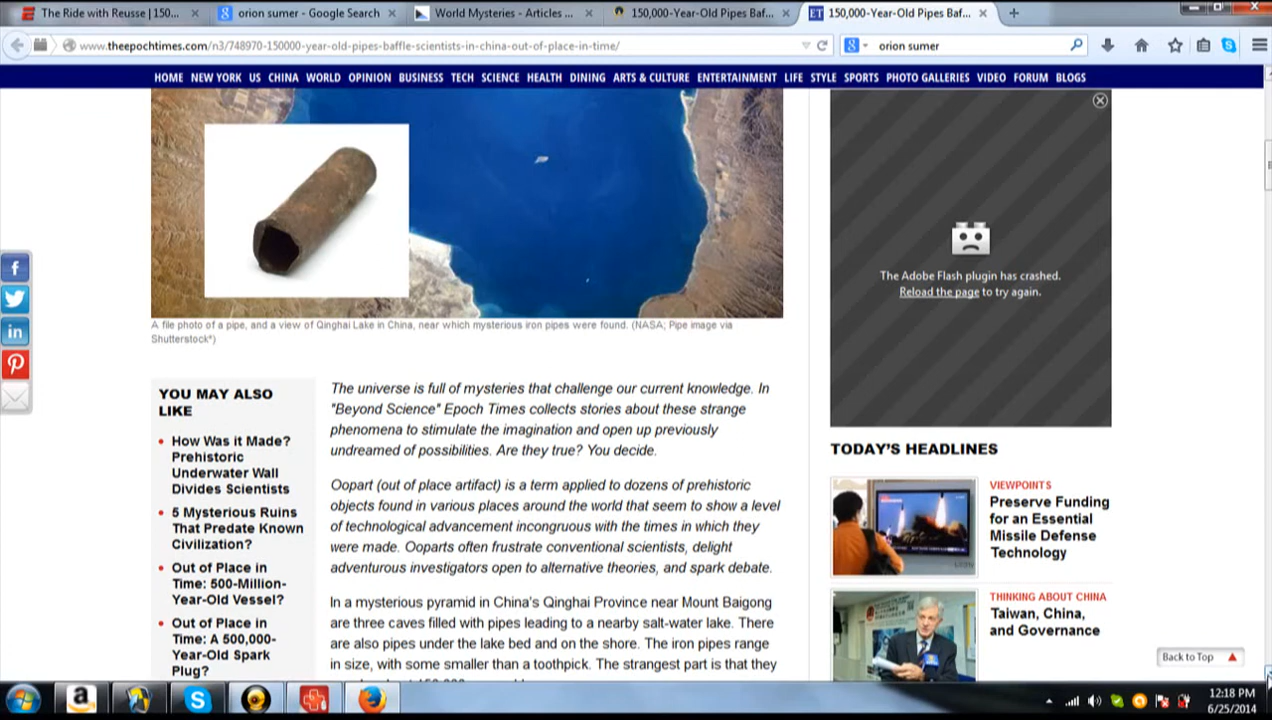 The Ride with Reusse | 150...
orion sumer - Google Search
World Mysteries - Articles ...
150,000-Year-Old Pipes Baf...
ET 150,000-Year-Old Pipes Baf...
www.theepochtimes.com/n3/748970-150000-year-old-pipes-baffle-scientists-in-china-out-of-place-in-time/
orion sumer
HOME NEW YORK US CHINA WORLD OPINION BUSINESS TECH SCIENCE HEALTH DINING ARTS & CULTURE ENTERTAINMENT LIFE STYLE SPORTS PHOTO GALLERIES VIDEO FORUM BLOGS
The Adobe Flash plugin has crashed.
Reload the page to try again.
A file photo of a pipe, and a view of Qinghai Lake in China, near which mysterious iron pipes were found. (NASA; Pipe image via
Shutterstock*)
YOU MAY ALSO
LIKE
How Was it Made?
Prehistoric
Underwater Wall
Divides Scientists
5 Mysterious Ruins
That Predate Known
Civilization?
Out of Place in
Time: 500-Million-
Year-Old Vessel?
Out of Place in
Time: A 500,000-
Year-Old Spark
Plug?
The universe is full of mysteries that challenge our current knowledge. In
"Beyond Science" Epoch Times collects stories about these strange
phenomena to stimulate the imagination and open up previously
undreamed of possibilities. Are they true? You decide.
Oopart (out of place artifact) is a term applied to dozens of prehistoric
objects found in various places around the world that seem to show a level
of technological advancement incongruous with the times in which they
were made. Ooparts often frustrate conventional scientists, delight
adventurous investigators open to alternative theories, and spark debate.
In a mysterious pyramid in China's Qinghai Province near Mount Baigong
are three caves filled with pipes leading to a nearby salt-water lake. There
are also pipes under the lake bed and on the shore. The iron pipes range
in size, with some smaller than a toothpick. The strangest part is that they
TODAY'S HEADLINES
VIEWPOINTS
Preserve Funding
for an Essential
Missile Defense
Technology
THINKING ABOUT CHINA
Taiwan, China,
and Governance
Back to Top
12:18 PM
6/25/2014